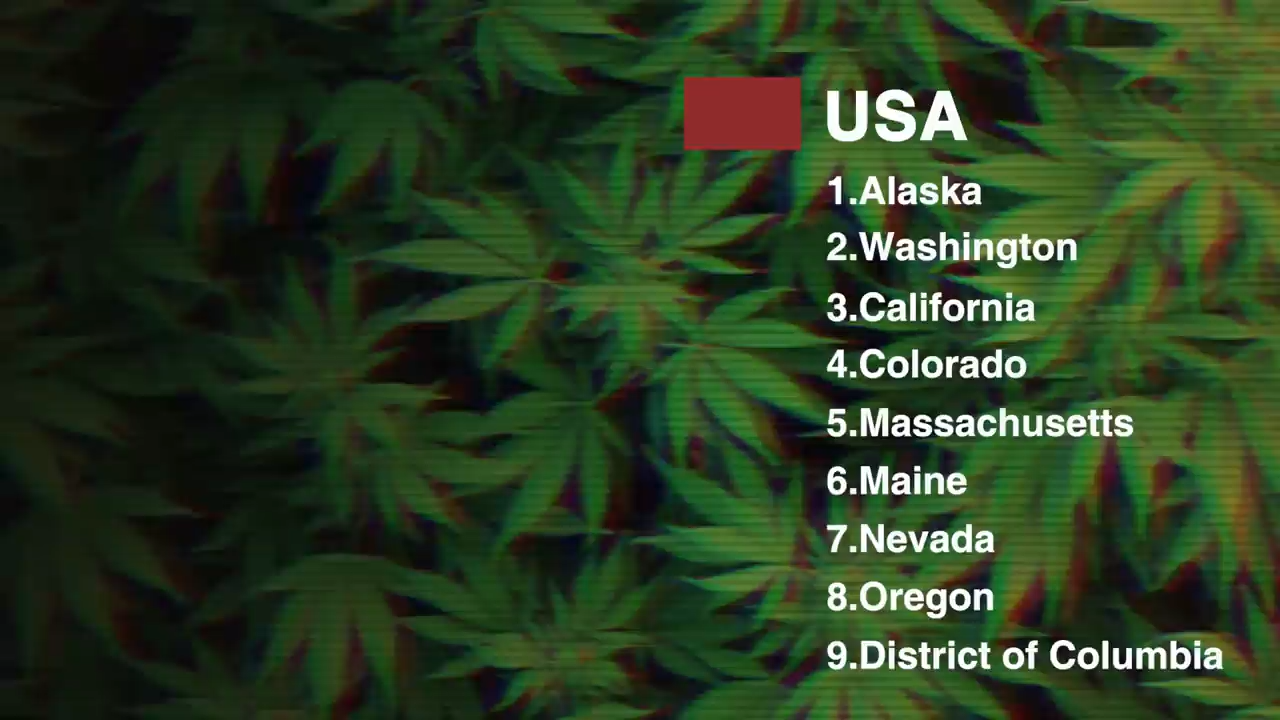 USA
1.Alaska
2.Washington
3.California
4.Colorado
5.Massachusetts
6.Maine
7.Nevada
8.Oregon
9.District of Columbia